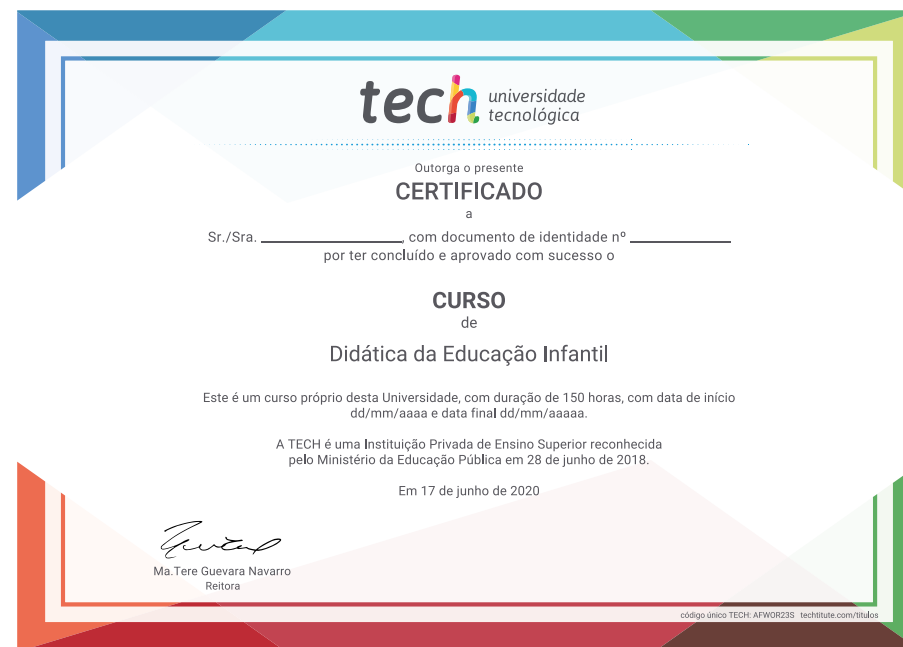 tech universidade
tecnológica
Outorga o presente
CERTIFICADO
a
Sr./Sra. ________________, com documento de identidade nº ____________
por ter concluído e aprovado com sucesso o
CURSO
de
Didática da Educação Infantil
Este é um curso próprio desta Universidade, com duração de 150 horas, com data de início
dd/mm/aaaa e data final dd/mm/aaaaa.
A TECH é uma Instituição Privada de Ensino Superior reconhecida
pelo Ministério da Educação Pública em 28 de junho de 2018.
Em 17 de junho de 2020
Ma.Tere Guevara Navarro
Reitora
código único TECH: AFWOR23S techtitute.com/titulos